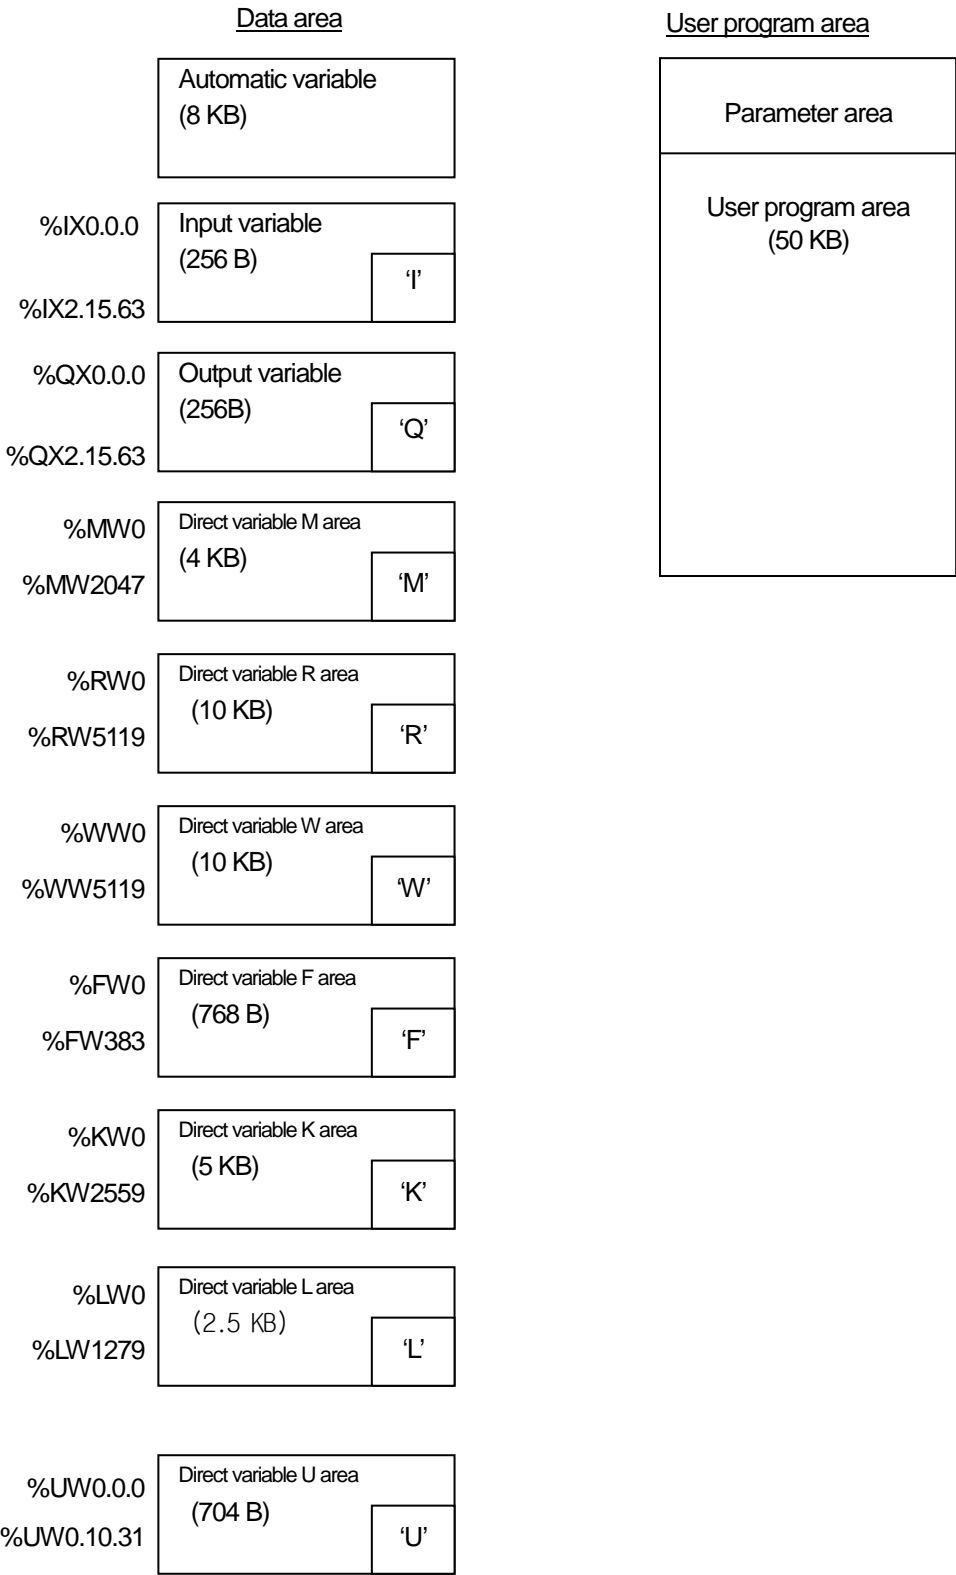 Data area
User program area
Automatic variable
(8 KB)
Parameter area
User program area
(50 KB)
%IX0.0.0
Input variable
(256 B)
‘I’
%IX2.15.63
%QX0.0.0
Output variable
(256B)
‘Q’
%QX2.15.63
%MW0
Direct variable M area
(4 KB)
%MW2047
‘M’
%RW0
Direct variable R area
(10 KB)
%RW5119
‘R’
%WW0
Direct variable W area
(10 KB)
%WW5119
‘W’
%FW0
Direct variable F area
(768 B)
%FW383
‘F’
%KW0
Direct variable K area
(5 KB)
%KW2559
‘K’
%LW0
Direct variable L area
(2.5 KB)
%LW1279
‘L’
%UW0.0.0
Direct variable U area
(704 B)
%UW0.10.31
‘U’